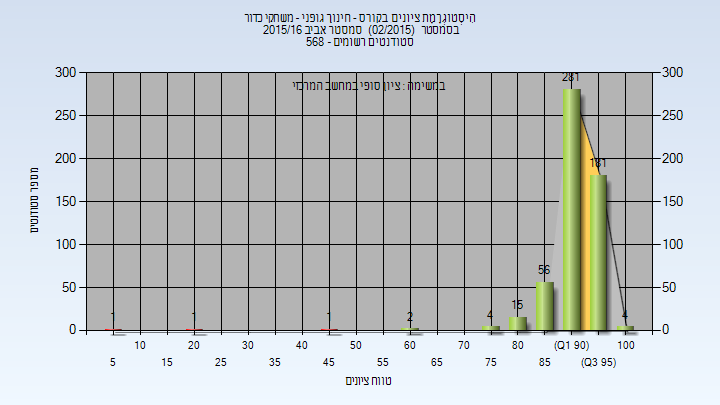 היסטוגרמת ציונים בקורס - חינוך גופני - משחקי כדור
בסמסטר (02/2015) סמסטר אביב 2015/16
סטודנטים רשומים - 568
במשימה : ציון סופי במחשב המרכזי
300 300
250 250
200 200
150 150
100 100
50 50
0 0
מספר סטודנטים
1 1 1 2 4 15 56 281 181 4
10 20 30 40 50 60 70 80 (Q1 90) 100
5 15 25 35 45 55 65 75 85 (Q3 95)
טווח ציונים